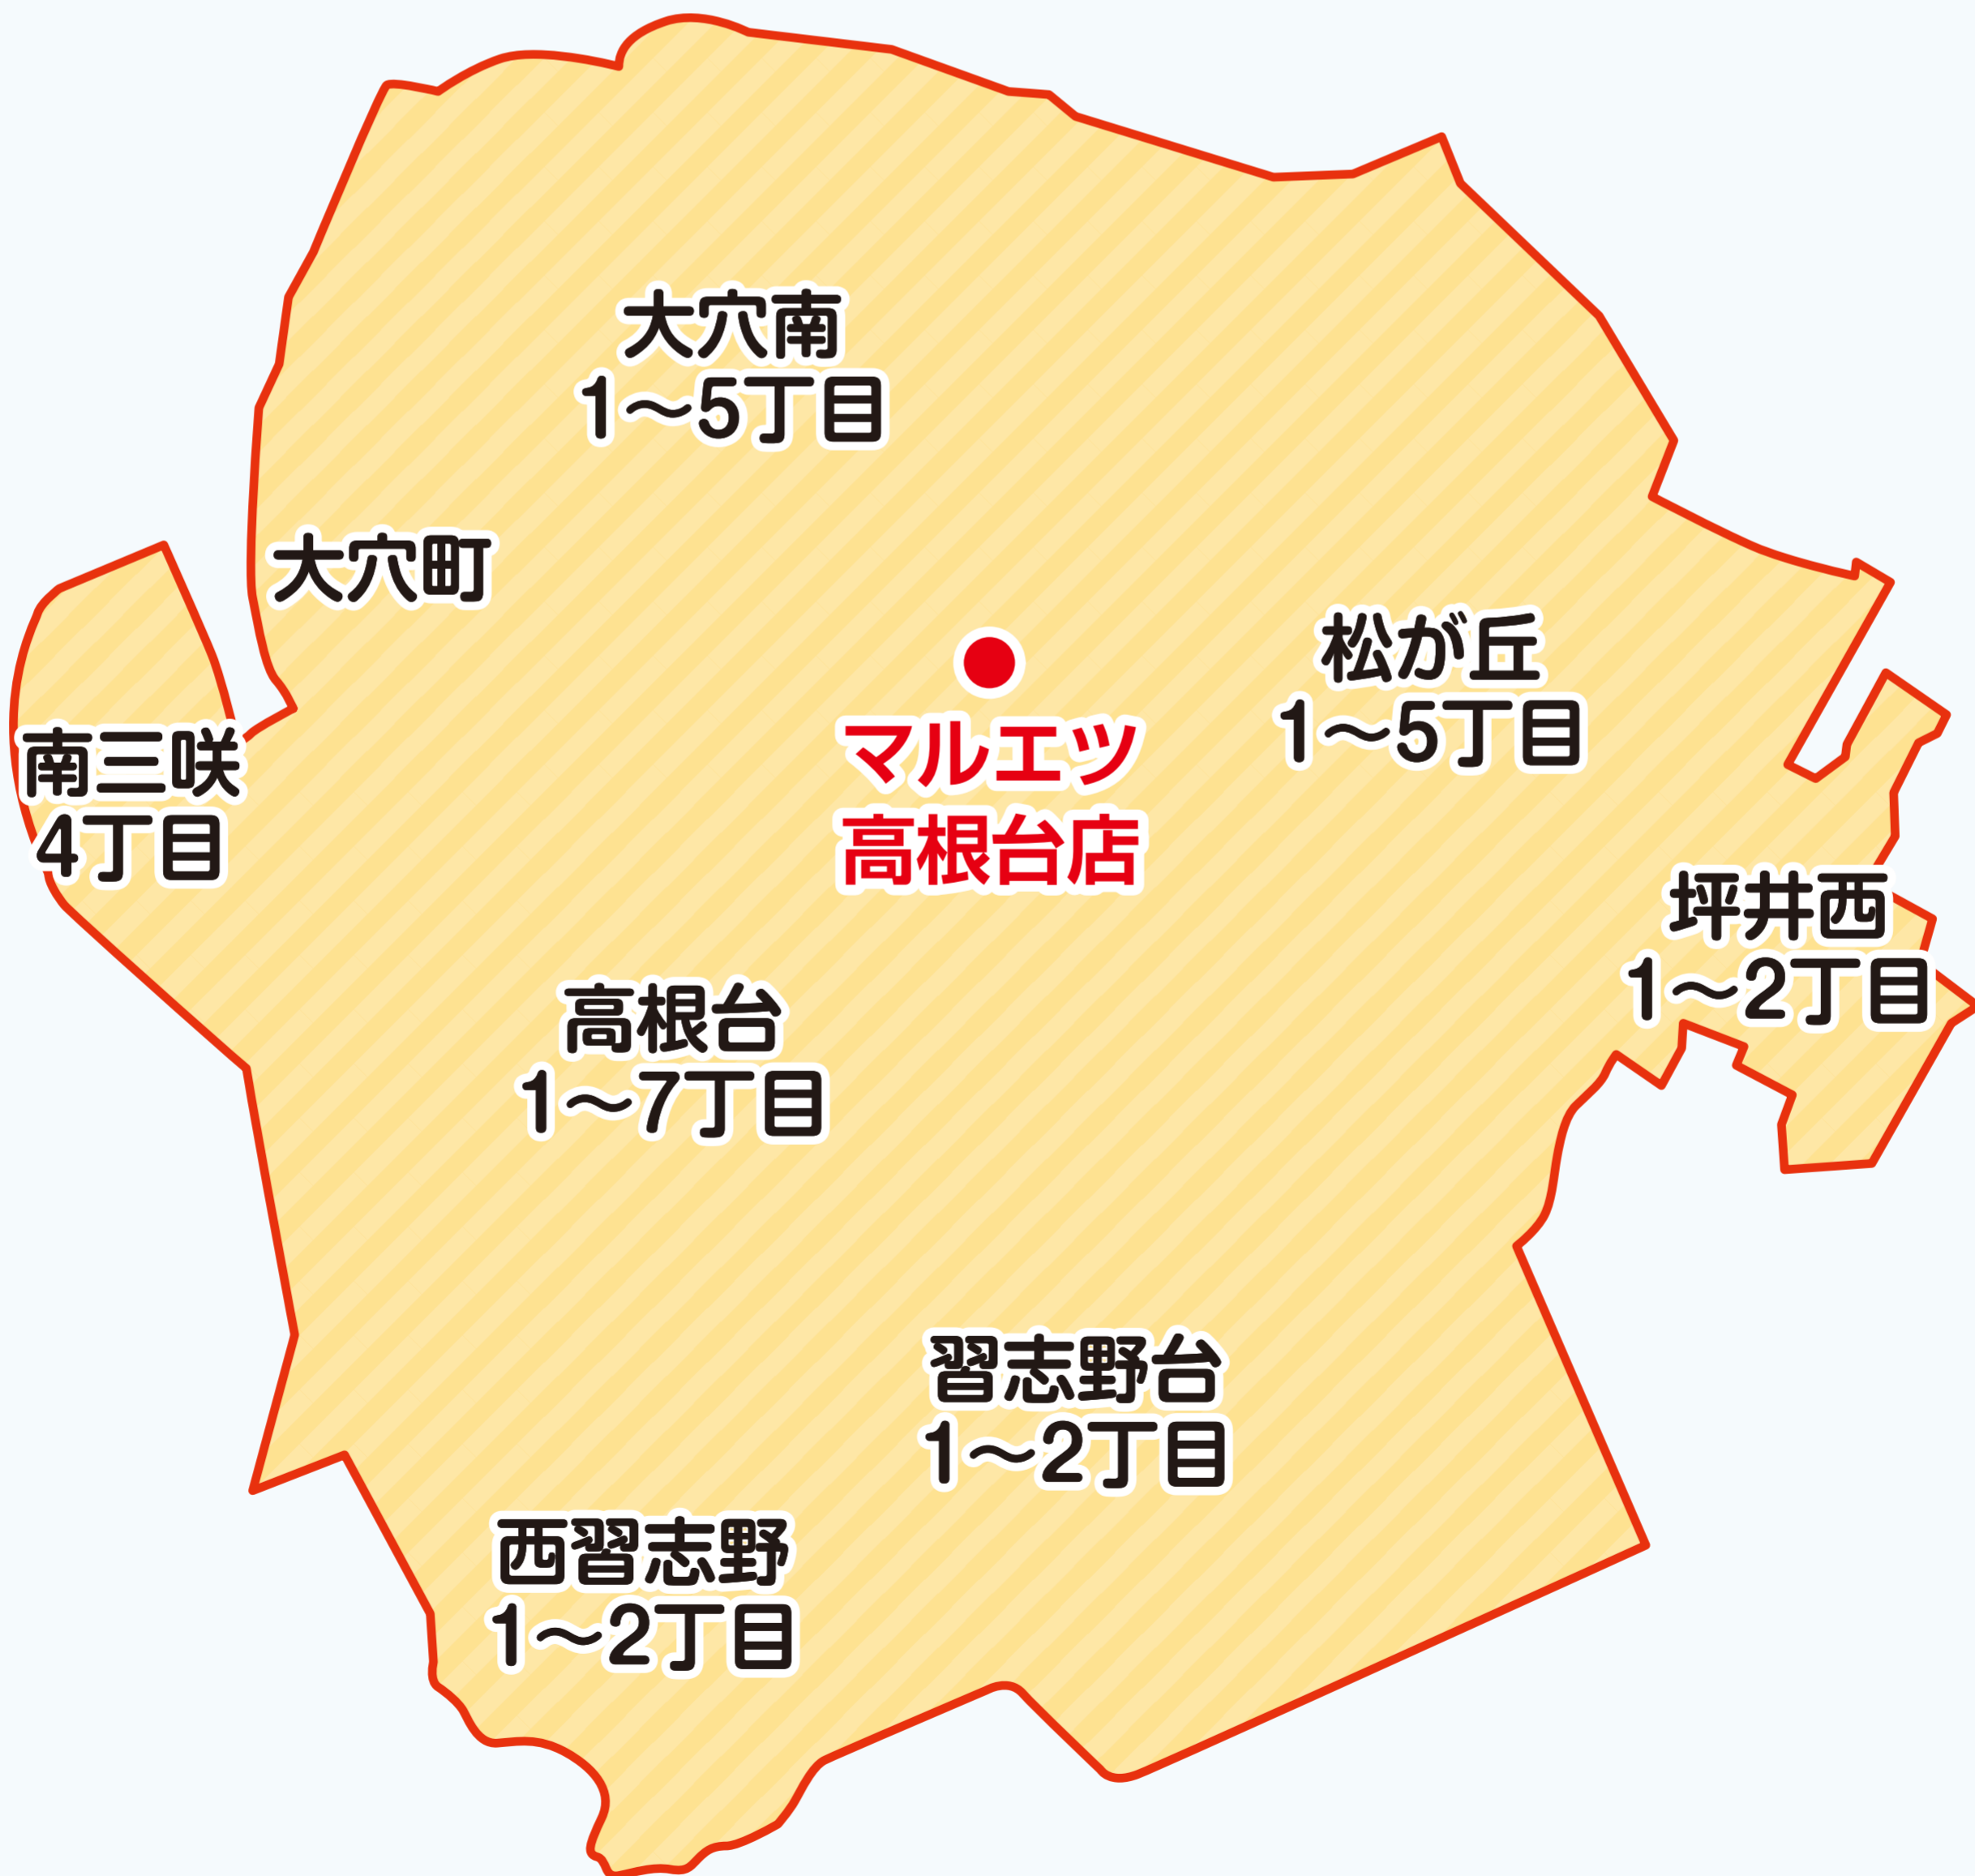 大穴南
1〜5丁目
大穴町
松が丘
1〜5丁目
南三咲
4丁目
マルエツ
高根台店
坪井西
1〜2丁目
高根台
1〜7丁目
習志野台
1〜2丁目
西習志野
1〜2丁目